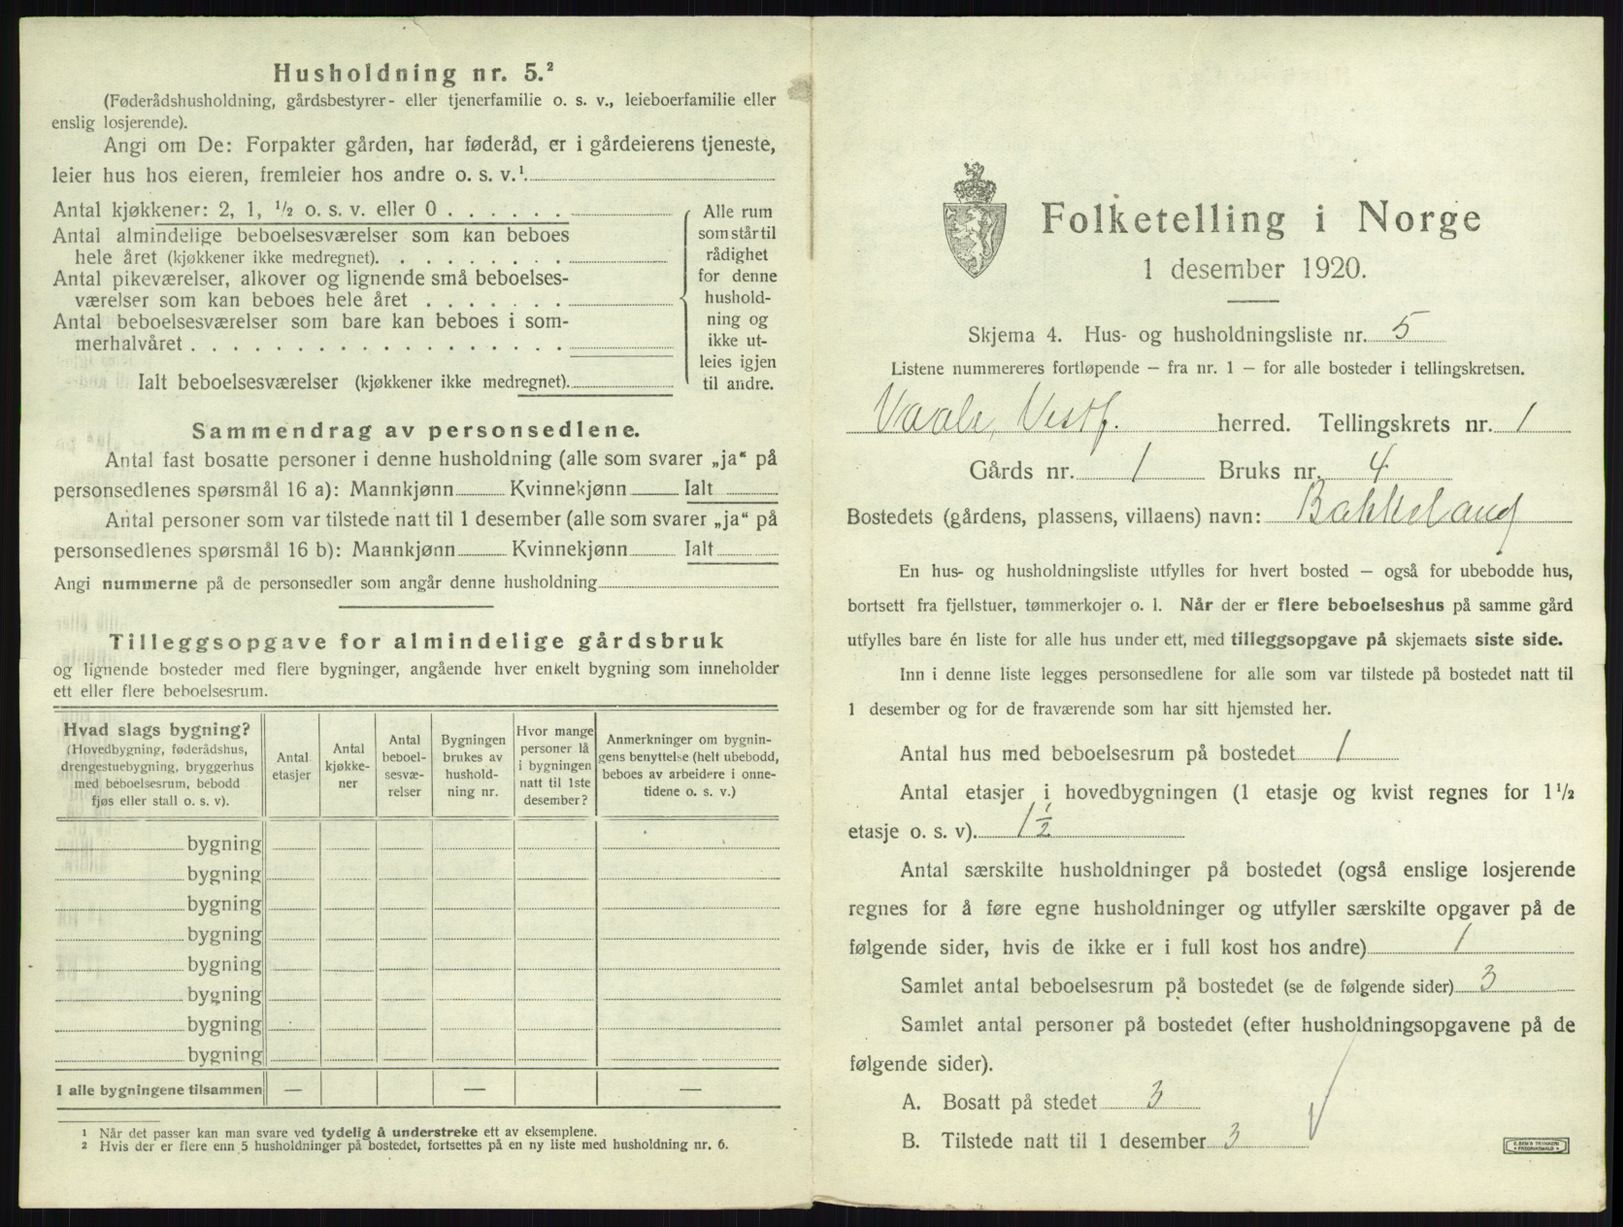 Husholdning nr. 5.²
(Føderådshusholdning, gårdsbestyrer- eller tjenerfamilie o. s. v., leieboerfamilie eller
enslig losjerende).
Angi om De: Forpakter gården, har føderåd, er i gårdeierens tjeneste,
leier hus hos eieren, fremleier hos andre o. s. v.¹
Antal kjøkkener: 2, 1, ½ o. s. v. eller 0 . . . . . .
Antal almindelige beboelsesværelser som kan beboes
hele året (kjøkkener ikke medregnet). . . . . . . . .
Antal pikeværelser, alkover og lignende små beboelses-
værelser som kan beboes hele året . . . . . . .
Antal beboelsesværelser som bare kan beboes i som-
merhalvåret . . . . . . . . . . . . . . . . . .
Ialt beboelsesværelser (kjøkkener ikke medregnet)
Alle rum
som står til
rådighet
for denne
hushold-
ning og
ikke ut-
leies igjen
til andre.
Sammendrag av personsedlene.
Antal fast bosatte personer i denne husholdning (alle som svarer „ja“ på
personsedlenes spørsmål 16 a): Mannkjønn Kvinnekjønn Ialt
Antal personer som var tilstede natt til 1 desember (alle som svarer „ja“ på
personsedlenes spørsmål 16 b): Mannkjønn Kvinnekjønn Ialt
Angi nummerne på de personsedler som angår denne husholdning
Tilleggsopgave for almindelige gårdsbruk
og lignende bosteder med flere bygninger, angående hver enkelt bygning som inneholder
ett eller flere beboelsesrum.
Hvad slags bygning?
(Hovedbygning, føderådshus,
drengestuebygning, bryggerhus
med beboelsesrum, bebodd
fjøs eller stall o. s. v).
Antal
etasjer
Antal
kjøkke-
ner
Antal
beboel-
sesvæ-
relser
Bygningen
brukes av
hushold-
ning nr.
Hvor mange
personer lå
i bygningen
natt til 1ste
desember?
Anmerkninger om bygnin-
gens benyttelse (helt ubebodd,
beboes av arbeidere i onne-
tidene o. s. v.)
bygning
bygning
bygning
bygning
bygning
bygning
bygning
bygning
I alle bygningene tilsammen — — —
1 Når det passer kan man svare ved tydelig å understreke ett av eksemplene.
2 Hvis der er flere enn 5 husholdninger på bostedet, fortsettes på en ny liste med husholdning nr. 6.
Folketelling i Norge
1 desember 1920.
Skjema 4. Hus- og husholdningsliste nr. 5
Listene nummereres fortløpende — fra nr. 1 — for alle bosteder i tellingskretsen.
Vaale, Vestf. herred. Tellingskrets nr. 1
Gårds nr. 1 Bruks nr. 4
Bostedets (gårdens, plassens, villaens) navn: Bakkeland
En hus- og husholdningsliste utfylles for hvert bosted — også for ubebodde hus,
bortsett fra fjellstuer, tømmerkojer o. l. Når der er flere beboelseshus på samme gård
utfylles bare én liste for alle hus under ett, med tilleggsopgave på skjemaets siste side.
Inn i denne liste legges personsedlene for alle som var tilstede på bostedet natt til
1 desember og for de fraværende som har sitt hjemsted her.
Antal hus med beboelsesrum på bostedet 1
Antal etasjer i hovedbygningen (1 etasje og kvist regnes for 1½
etasje o. s. v). 1½
Antal særskilte husholdninger på bostedet (også enslige losjerende
regnes for å føre egne husholdninger og utfyller særskilte opgaver på de
følgende sider, hvis de ikke er i full kost hos andre) 1
Samlet antal beboelsesrum på bostedet (se de følgende sider) 3
Samlet antal personer på bostedet (efter husholdningsopgavene på de
følgende sider).
A. Bosatt på stedet 3
B. Tilstede natt til 1 desember 3